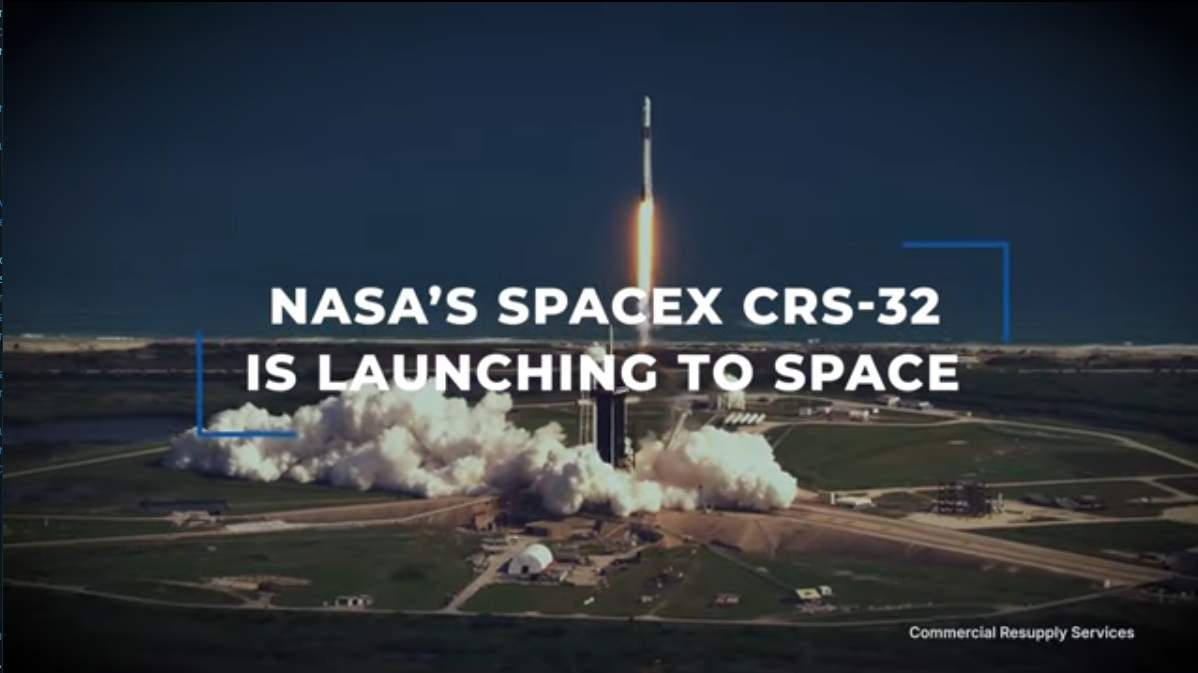 NASA’S SPACEX CRS-32
IS LAUNCHING TO SPACE
Commercial Resupply Services